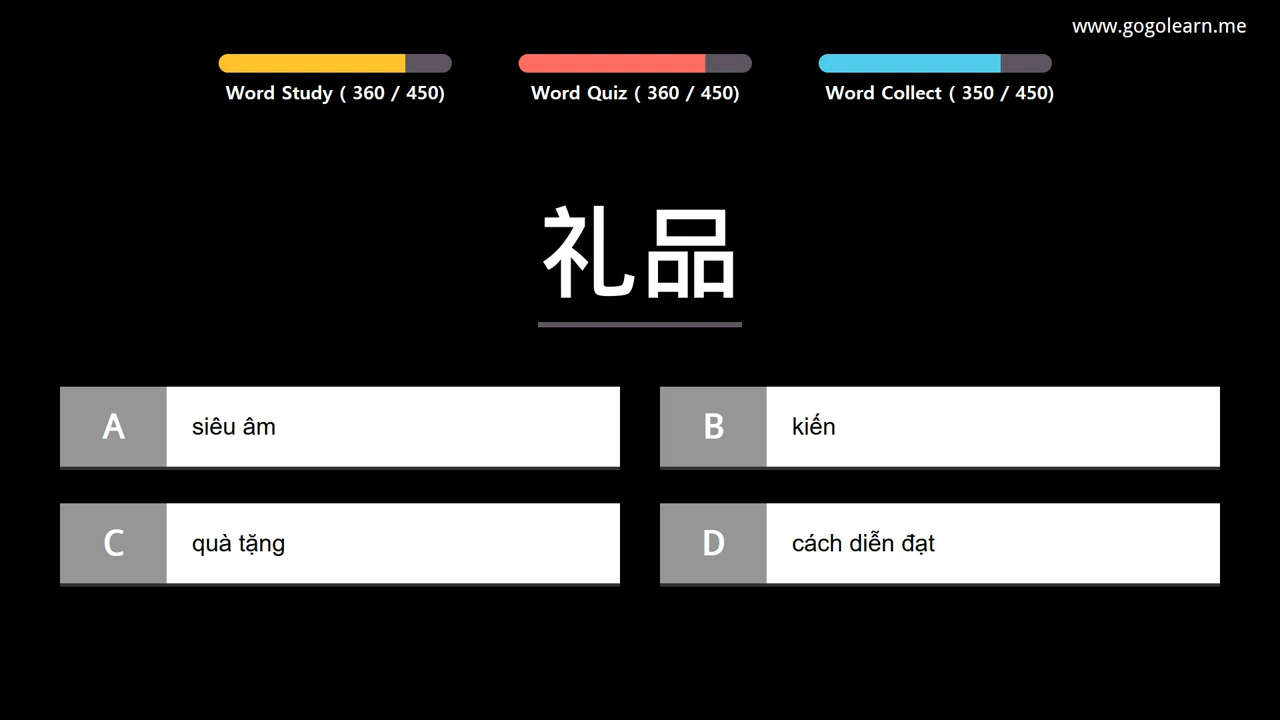 www.gogolearn.me
Word Study ( 360 / 450)
Word Quiz ( 360 / 450)
Word Collect ( 350 / 450)
礼品
A siêu âm
B kiến
C quà tặng
D cách diễn đạt